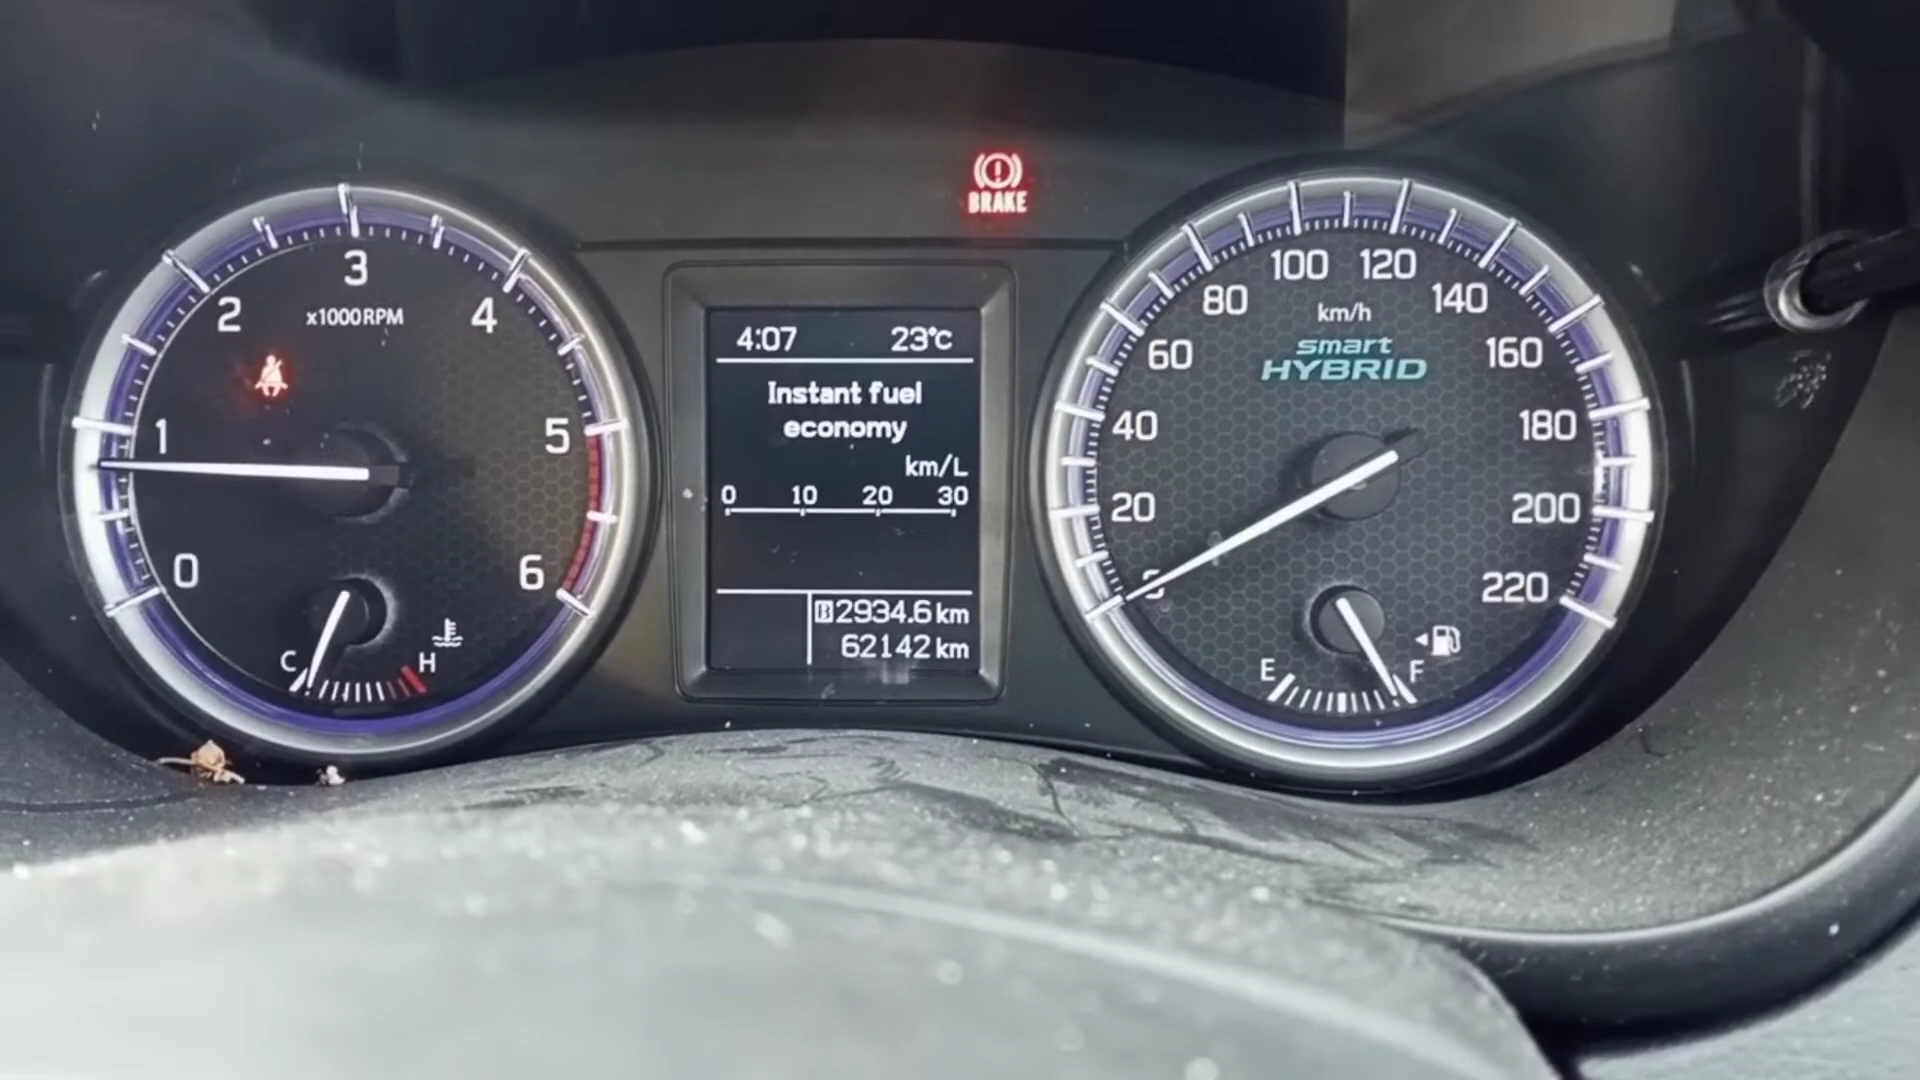 BRAKE
3
2
4
x1000RPM
1
5
0
6
C
H
4:07 23°C
Instant fuel
economy
km/L
0 10 20 30
B 2934.6 km
62142 km
100 120
80 140
km/h
smart
HYBRID
60 160
40 180
20 200
0 220
E F